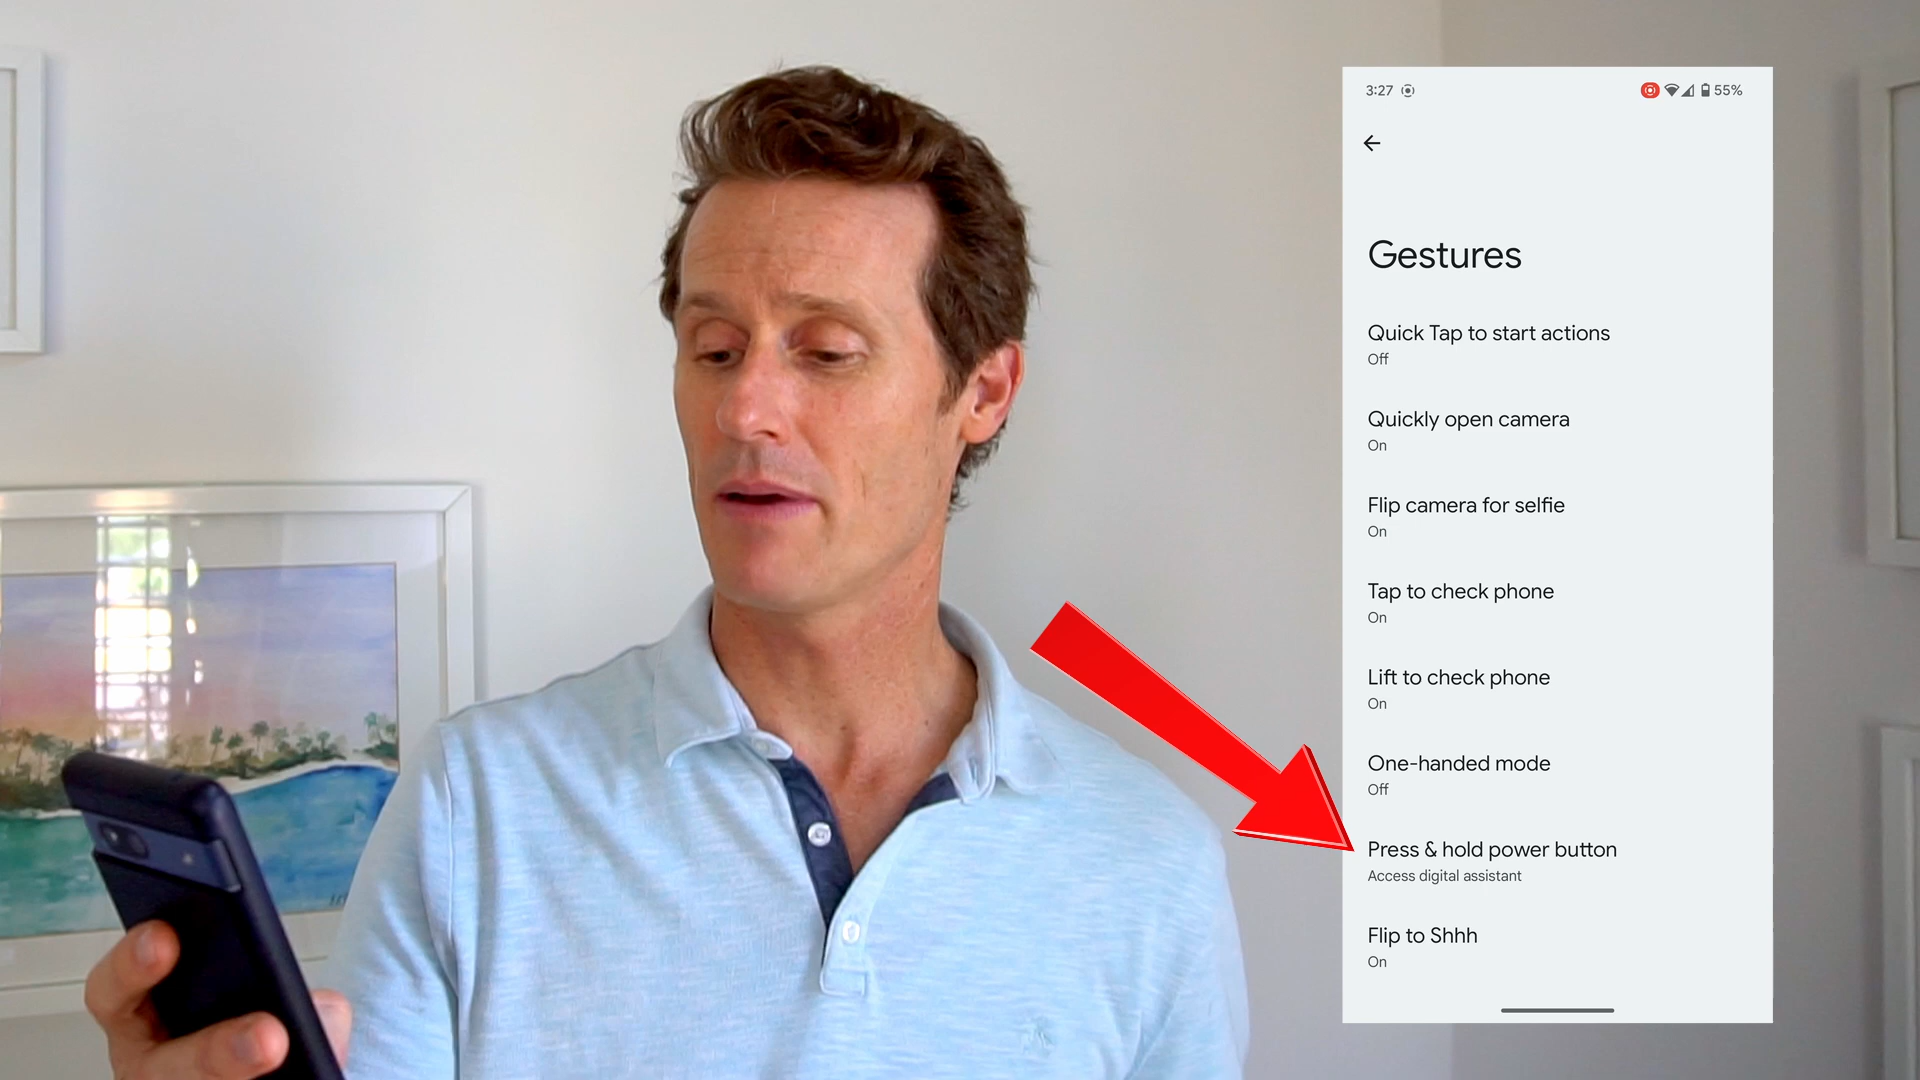 3:27 55%
Gestures
Quick Tap to start actions
Off
Quickly open camera
On
Flip camera for selfie
On
Tap to check phone
On
Lift to check phone
On
One-handed mode
Off
Press & hold power button
Access digital assistant
Flip to Shhh
On